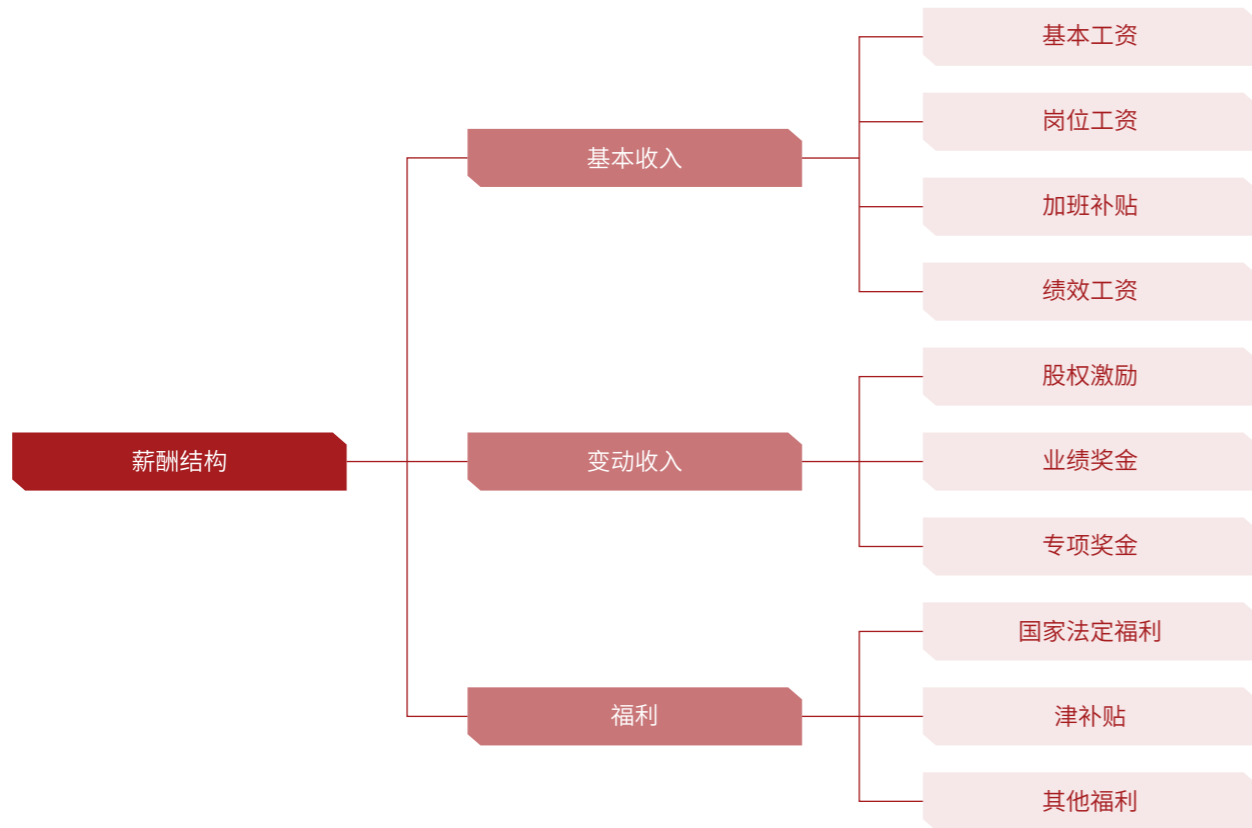 薪酬结构
基本收入
基本工资
岗位工资
加班补贴
绩效工资
变动收入
股权激励
业绩奖金
专项奖金
福利
国家法定福利
津补贴
其他福利